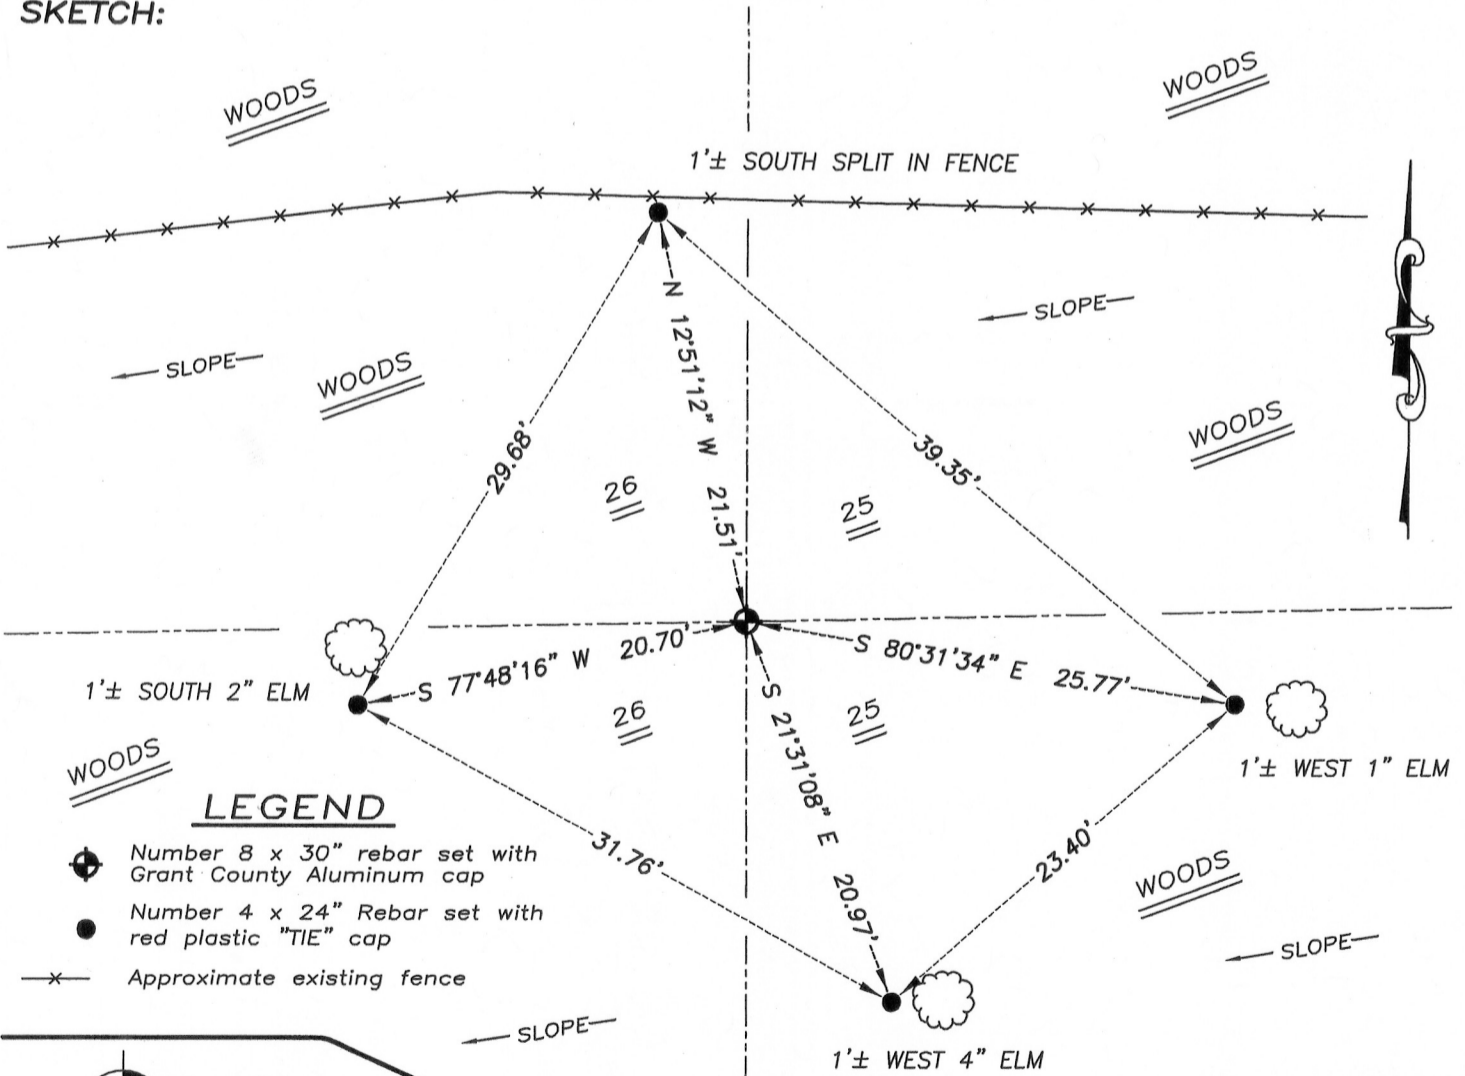 SKETCH:
WOODS
WOODS
1'± SOUTH SPLIT IN FENCE
SLOPE
SLOPE
WOODS
WOODS
N 12°51'12" W 21.51'
29.68'
39.35'
26
25
S 77°48'16" W 20.70'
S 80°31'34" E 25.77'
1'± SOUTH 2" ELM
26
25
S 21°31'08" E 20.97'
WOODS
1'± WEST 1" ELM
LEGEND
Number 8 x 30" rebar set with
Grant County Aluminum cap
Number 4 x 24" Rebar set with
red plastic "TIE" cap
Approximate existing fence
31.76'
23.40'
WOODS
SLOPE
SLOPE
1'± WEST 4" ELM